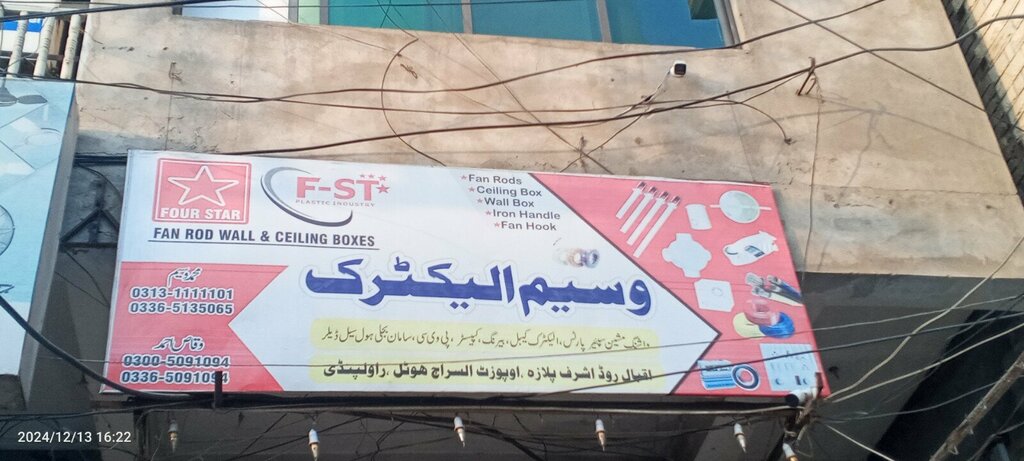 FOUR STAR
F-ST
PLASTIC INDUSTRY
FAN ROD WALL & CEILING BOXES
★Fan Rods
★Ceiling Box
★Wall Box
★Iron Handle
★Fan Hook
وسیم الیکٹرک
محمد وسیم
0313-1111101
0336-5135065
وقاص احمد
0300-5091094
0336-5091094
واشنگ مشین سپئیر پارٹس، الیکٹرک کیبل، بیرنگ، کپیسٹر، پی وی سی، سامان بجلی ہول سیل ڈیلر
اقبال روڈ اشرف پلازہ، اوپوزٹ السراج ھوٹل، راولپنڈی
2024/12/13 16:22